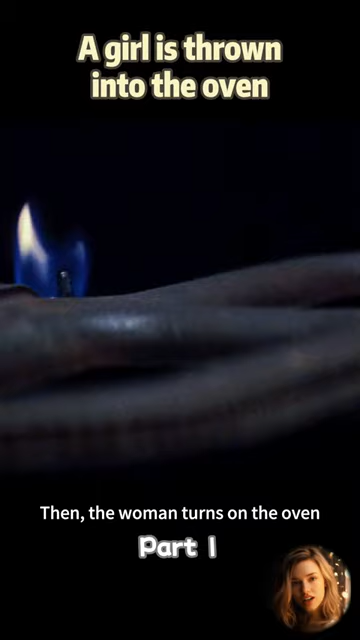 A girl is thrown
into the oven
Then, the woman turns on the oven
Part 1